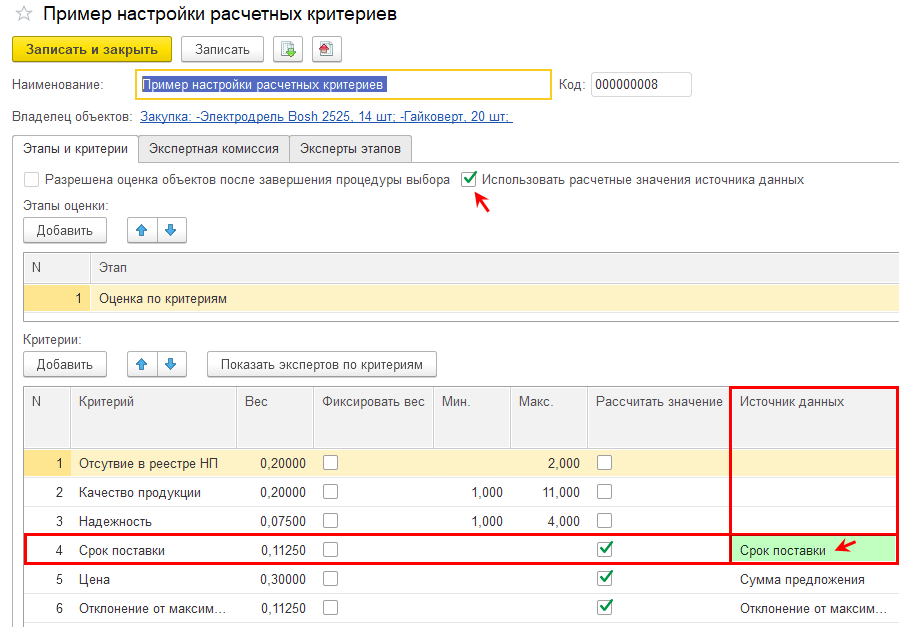 Пример настройки расчетных критериев
Записать и закрыть Записать
Наименование: Пример настройки расчетных критериев Код: 000000008
Владелец объектов: Закупка: -Электродрель Bosh 2525, 14 шт; -Гайковерт, 20 шт;
Этапы и критерии Экспертная комиссия Эксперты этапов
Разрешена оценка объектов после завершения процедуры выбора Использовать расчетные значения источника данных
Этапы оценки:
Добавить
N Этап
1 Оценка по критериям
Критерии:
Добавить Показать экспертов по критериям
N Критерий Вес Фиксировать вес Мин. Макс. Рассчитать значение Источник данных
1 Отсутвие в реестре НП 0,20000 2,000
2 Качество продукции 0,20000 1,000 11,000
3 Надежность 0,07500 1,000 4,000
4 Срок поставки 0,11250 Срок поставки
5 Цена 0,30000 Сумма предложения
6 Отклонение от максим... 0,11250 Отклонение от максим...